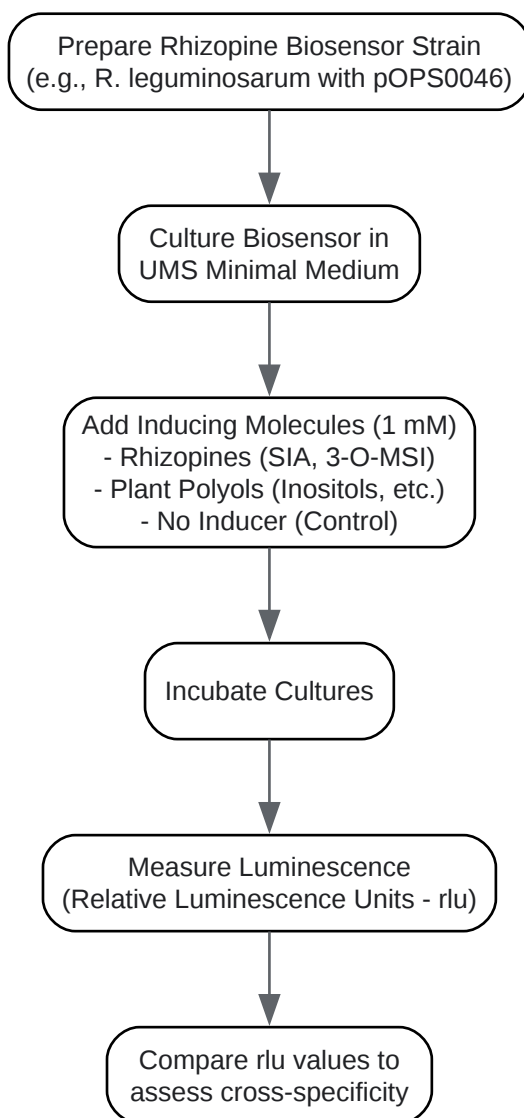 Prepare Rhizopine Biosensor Strain
(e.g., R. leguminosarum with pOPS0046)
Culture Biosensor in
UMS Minimal Medium
Add Inducing Molecules (1 mM)
- Rhizopines (SIA, 3-O-MSI)
- Plant Polyols (Inositols, etc.)
- No Inducer (Control)
Incubate Cultures
Measure Luminescence
(Relative Luminescence Units - rlu)
Compare rlu values to
assess cross-specificity